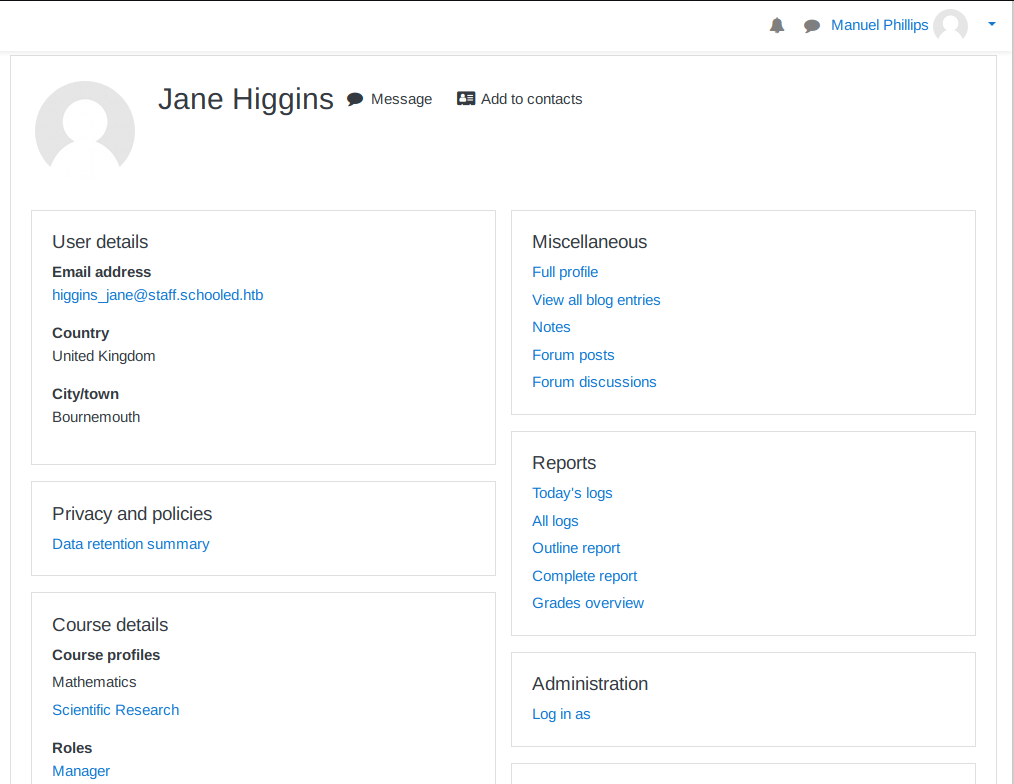 Manuel Phillips
Jane Higgins
Message
Add to contacts
User details
Email address
higgins_jane@staff.schooled.htb
Country
United Kingdom
City/town
Bournemouth
Privacy and policies
Data retention summary
Course details
Course profiles
Mathematics
Scientific Research
Roles
Manager
Miscellaneous
Full profile
View all blog entries
Notes
Forum posts
Forum discussions
Reports
Today's logs
All logs
Outline report
Complete report
Grades overview
Administration
Log in as